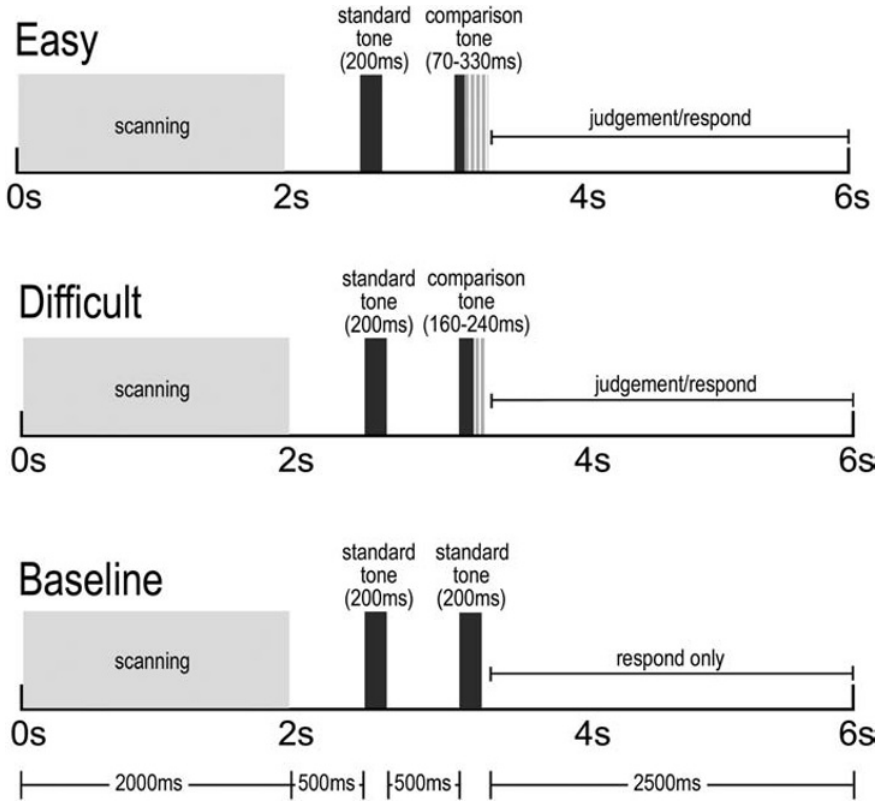 Easy
standard
tone
(200ms)
comparison
tone
(70-330ms)
scanning
judgement/respond
0s 2s 4s 6s
Difficult
standard
tone
(200ms)
comparison
tone
(160-240ms)
scanning
judgement/respond
0s 2s 4s 6s
Baseline
standard
tone
(200ms)
standard
tone
(200ms)
scanning
respond only
0s 2s 4s 6s
2000ms 500ms 500ms 2500ms